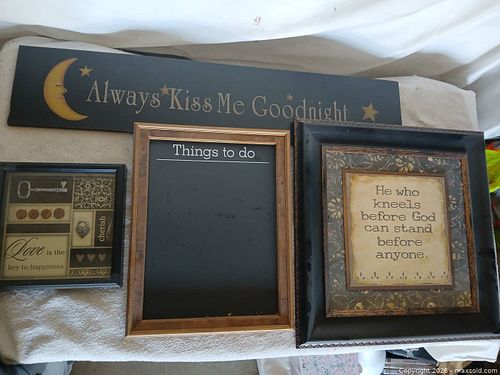 Always Kiss Me Goodnight
Things to do
He who
kneels
before God
can stand
before
anyone.
cherish
Love is the
key to happiness
Copyright 2026 - maxsold.com